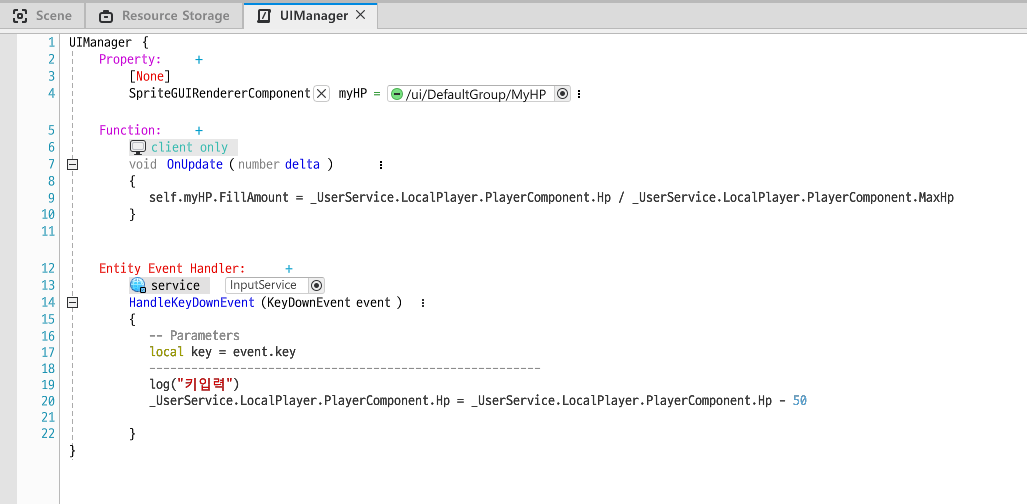 Scene Resource Storage UIManager
1 UIManager {
2 Property: +
3 [None]
4 SpriteGUIRendererComponent myHP = /ui/DefaultGroup/MyHP
5 Function: +
6 client only
7 void OnUpdate (number delta )
8 {
9 self.myHP.FillAmount = _UserService.LocalPlayer.PlayerComponent.Hp / _UserService.LocalPlayer.PlayerComponent.MaxHp
10 }
11
12 Entity Event Handler: +
13 service InputService
14 HandleKeyDownEvent (KeyDownEvent event )
15 {
16 -- Parameters
17 local key = event.key
18 --------------------------------------------------------
19 log("키입력")
20 _UserService.LocalPlayer.PlayerComponent.Hp = _UserService.LocalPlayer.PlayerComponent.Hp - 50
21
22 }
}